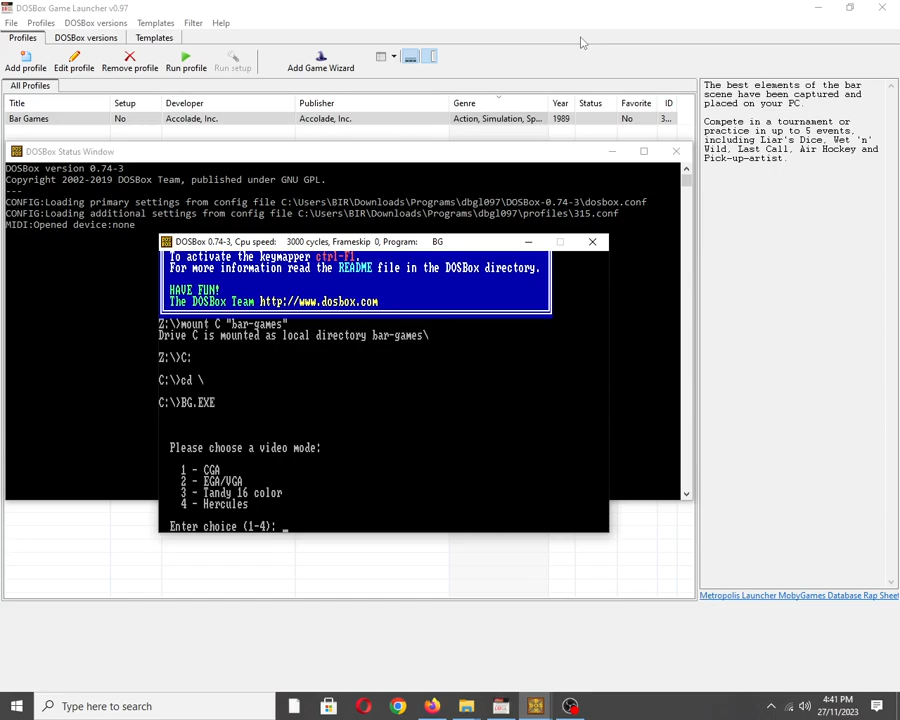 DOSBox Game Launcher v0.97
File Profiles DOSBox versions Templates Filter Help
Profiles DOSBox versions Templates
Add profile Edit profile Remove profile Run profile Run setup Add Game Wizard
All Profiles
Title Setup Developer Publisher Genre Year Status Favorite ID
Bar Games No Accolade, Inc. Accolade, Inc. Action, Simulation, Sp... 1989 No 3...
The best elements of the bar
scene have been captured and
placed on your PC.
Compete in a tournament or
practice in up to 5 events,
including Liar's Dice, Wet 'n'
Wild, Last Call, Air Hockey and
Pick-up-artist.
DOSBox Status Window
DOSBox version 0.74-3
Copyright 2002-2019 DOSBox Team, published under GNU GPL.
---
CONFIG:Loading primary settings from config file C:\Users\BIR\Downloads\Programs\dbgl097\DOSBox-0.74-3\dosbox.conf
CONFIG:Loading additional settings from config file C:\Users\BIR\Downloads\Programs\dbgl097\profiles\315.conf
MIDI:Opened device:none
DOSBox 0.74-3, Cpu speed: 3000 cycles, Frameskip 0, Program: BG
To activate the keymapper ctrl-F1.
For more information read the README file in the DOSBox directory.
HAVE FUN!
The DOSBox Team http://www.dosbox.com
Z:\>mount C "bar-games"
Drive C is mounted as local directory bar-games\
Z:\>C:
C:\>cd \
C:\>BG.EXE
Please choose a video mode:
1 - CGA
2 - EGA/VGA
3 - Tandy 16 color
4 - Hercules
Enter choice (1-4): _
Metropolis Launcher MobyGames Database Rap Sheet
Type here to search
4:41 PM
27/11/2023